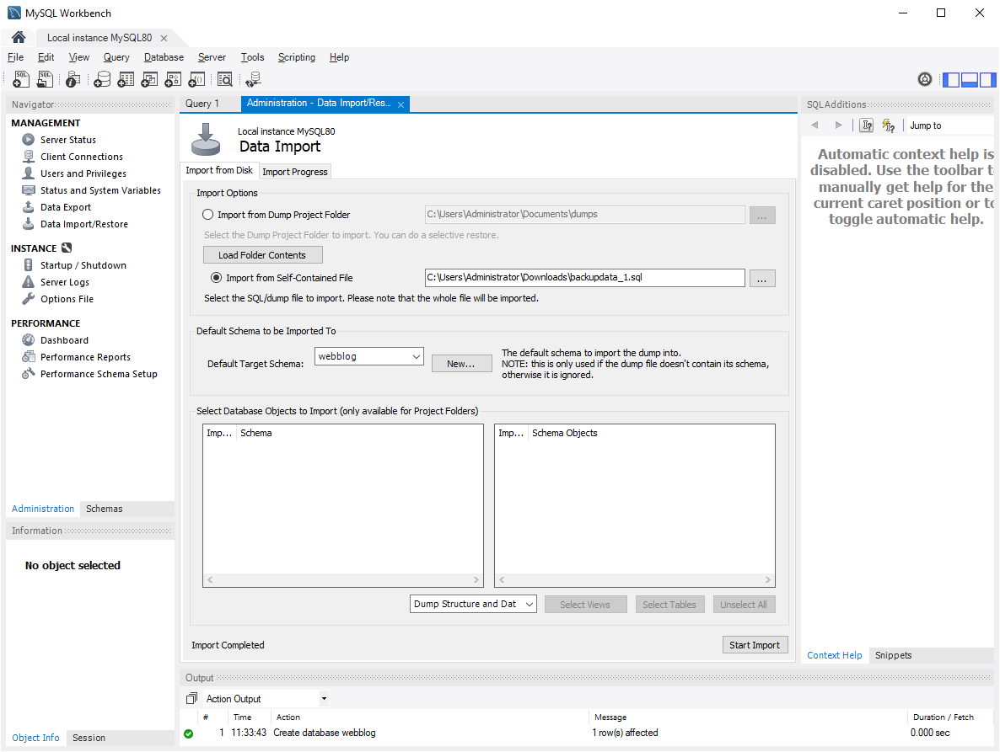 MySQL Workbench
Local instance MySQL80
File Edit View Query Database Server Tools Scripting Help
Navigator
MANAGEMENT
Server Status
Client Connections
Users and Privileges
Status and System Variables
Data Export
Data Import/Restore
INSTANCE
Startup / Shutdown
Server Logs
Options File
PERFORMANCE
Dashboard
Performance Reports
Performance Schema Setup
Administration Schemas
Information
No object selected
Object Info Session
Query 1 Administration - Data Import/Res...
Local instance MySQL80
Data Import
Import from Disk Import Progress
Import Options
Import from Dump Project Folder C:\Users\Administrator\Documents\dumps ...
Select the Dump Project Folder to import. You can do a selective restore.
Load Folder Contents
Import from Self-Contained File C:\Users\Administrator\Downloads\backupdata_1.sql ...
Select the SQL/dump file to import. Please note that the whole file will be imported.
Default Schema to be Imported To
Default Target Schema: webblog New...
The default schema to import the dump into.
NOTE: this is only used if the dump file doesn't contain its schema,
otherwise it is ignored.
Select Database Objects to Import (only available for Project Folders)
Imp... Schema
Imp... Schema Objects
Dump Structure and Dat Select Views Select Tables Unselect All
Import Completed Start Import
SQLAdditions
Jump to
Automatic context help is
disabled. Use the toolbar t
manually get help for the
current caret position or to
toggle automatic help.
Context Help Snippets
Output
Action Output
# Time Action Message Duration / Fetch
1 11:33:43 Create database webblog 1 row(s) affected 0.000 sec